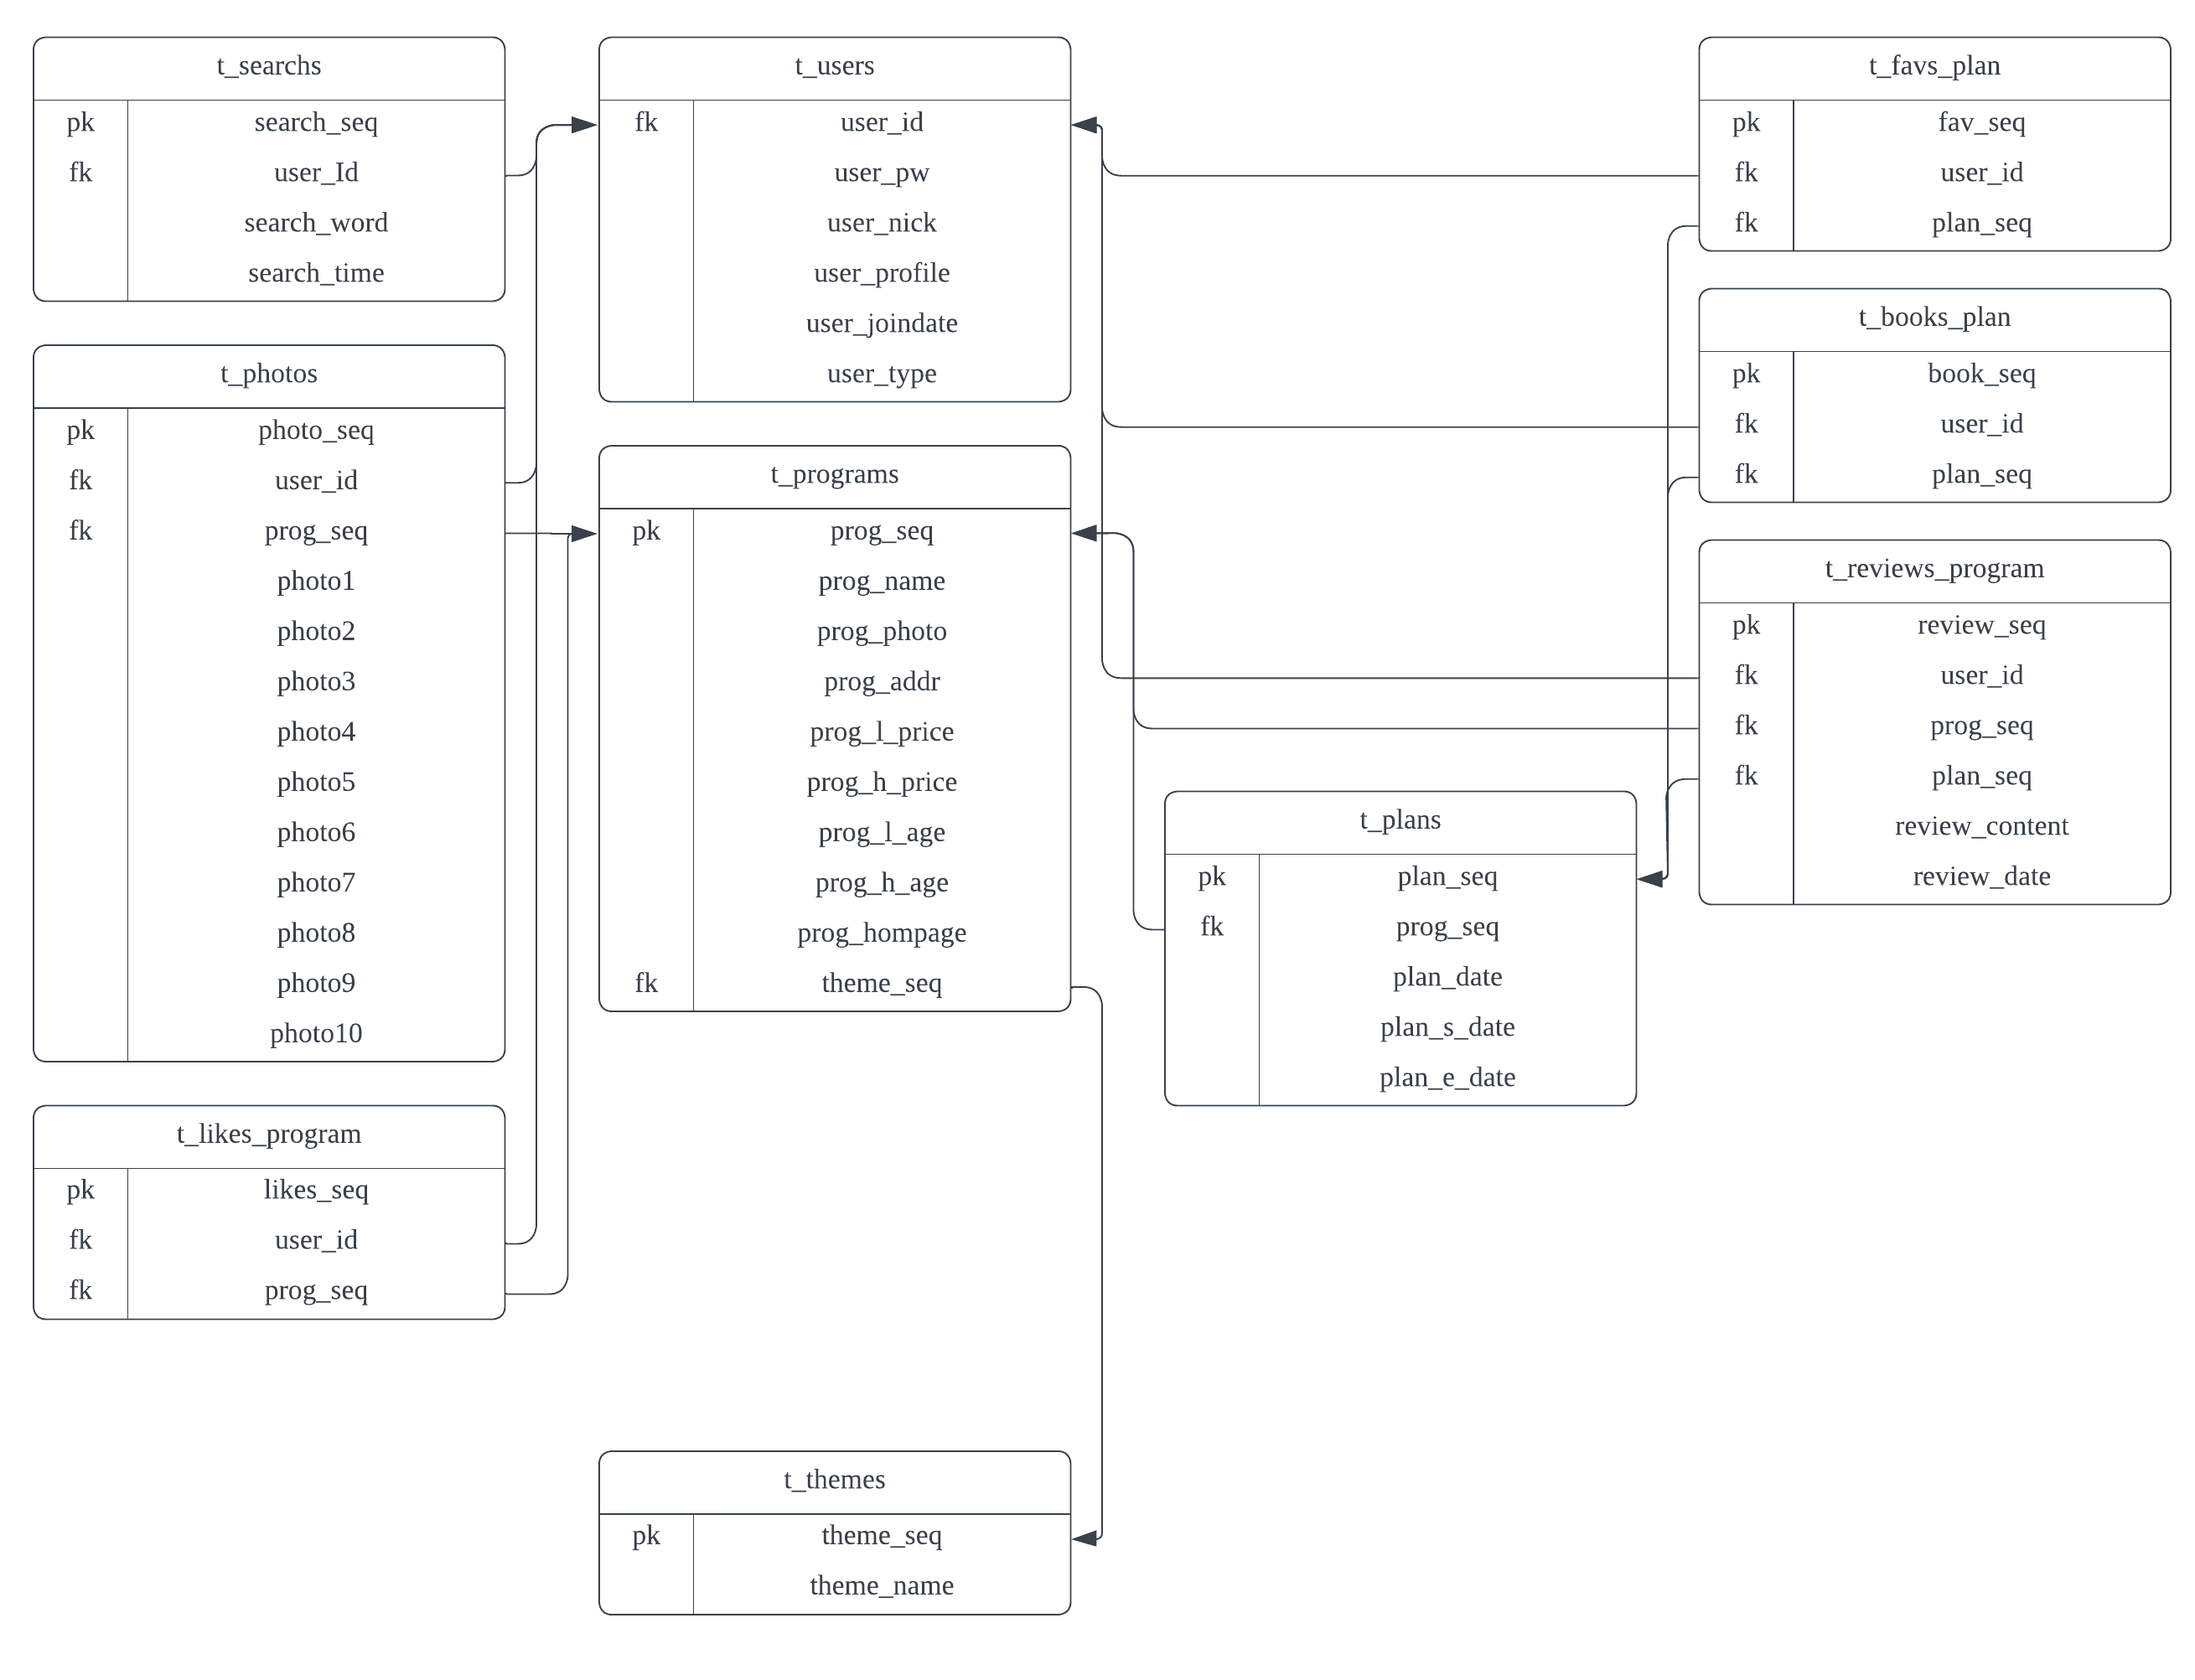 t_searchs
pk search_seq
fk user_Id
search_word
search_time
t_photos
pk photo_seq
fk user_id
fk prog_seq
photo1
photo2
photo3
photo4
photo5
photo6
photo7
photo8
photo9
photo10
t_likes_program
pk likes_seq
fk user_id
fk prog_seq
t_users
fk user_id
user_pw
user_nick
user_profile
user_joindate
user_type
t_programs
pk prog_seq
prog_name
prog_photo
prog_addr
prog_l_price
prog_h_price
prog_l_age
prog_h_age
prog_hompage
fk theme_seq
t_themes
pk theme_seq
theme_name
t_plans
pk plan_seq
fk prog_seq
plan_date
plan_s_date
plan_e_date
t_favs_plan
pk fav_seq
fk user_id
fk plan_seq
t_books_plan
pk book_seq
fk user_id
fk plan_seq
t_reviews_program
pk review_seq
fk user_id
fk prog_seq
fk plan_seq
review_content
review_date